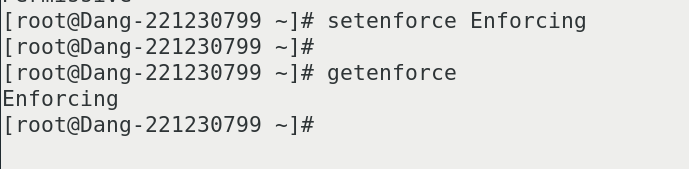 [root@Dang-221230799 ~]# setenforce Enforcing
[root@Dang-221230799 ~]#
[root@Dang-221230799 ~]# getenforce
Enforcing
[root@Dang-221230799 ~]#